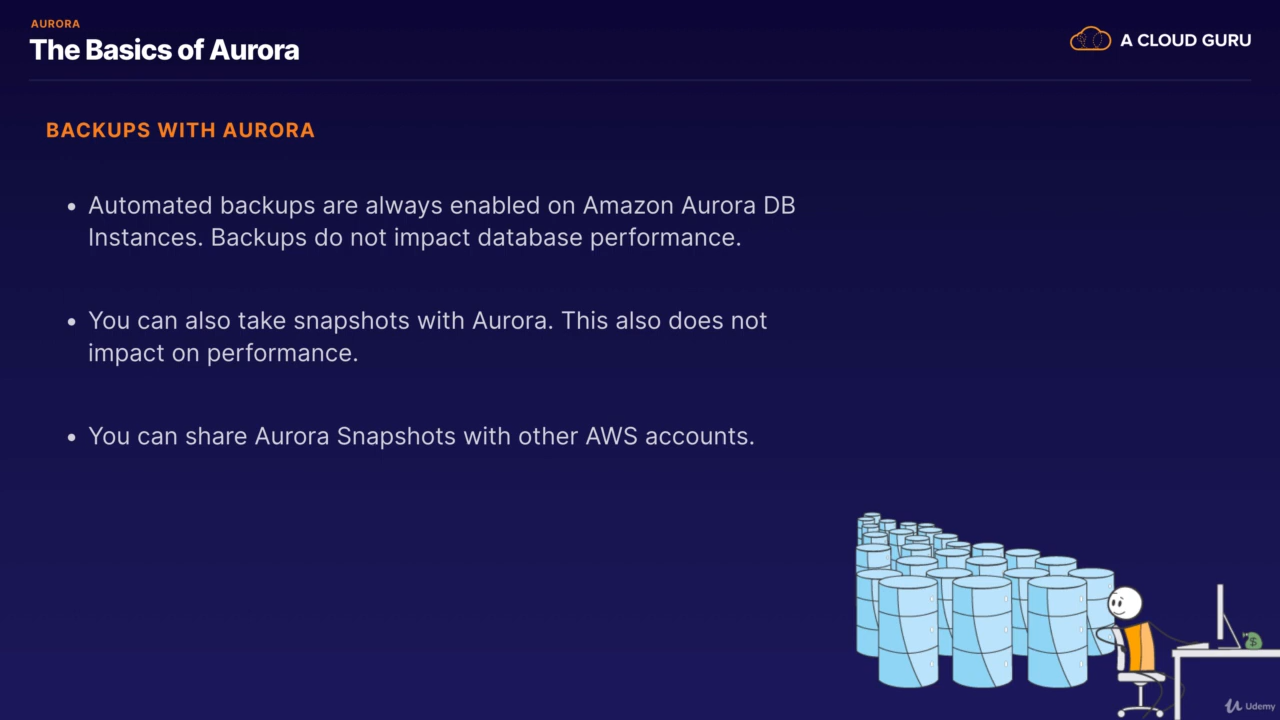 AURORA
The Basics of Aurora
A CLOUD GURU
BACKUPS WITH AURORA
• Automated backups are always enabled on Amazon Aurora DB
Instances. Backups do not impact database performance.
• You can also take snapshots with Aurora. This also does not
impact on performance.
• You can share Aurora Snapshots with other AWS accounts.
$
Udemy